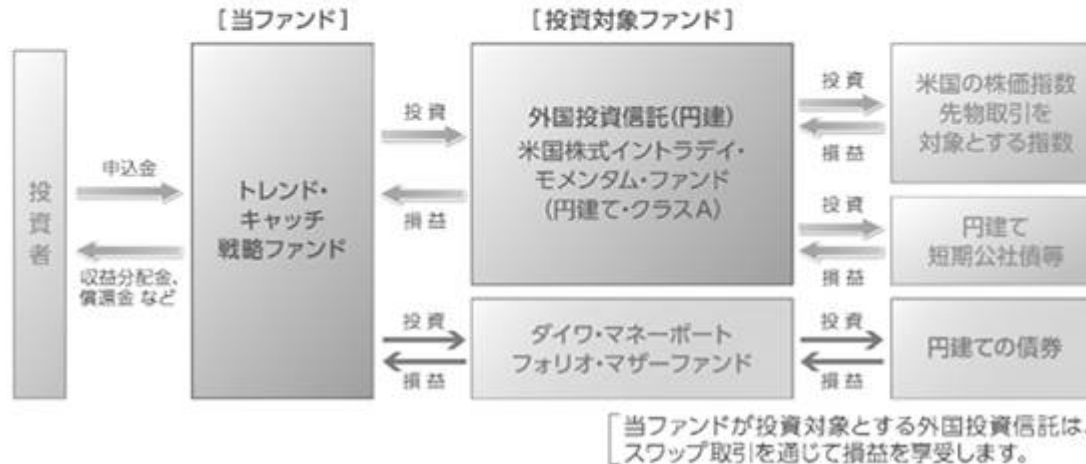 [当ファンド]
[投資対象ファンド]
投資者
申込金
収益分配金、
償還金 など
トレンド・
キャッチ
戦略ファンド
投資
損益
投資
損益
外国投資信託(円建)
米国株式イントラデイ・
モメンタム・ファンド
(円建て・クラスA)
ダイワ・マネーポート
フォリオ・マザーファンド
投資
損益
投資
損益
投資
損益
米国の株価指数
先物取引を
対象とする指数
円建て
短期公社債等
円建ての債券
当ファンドが投資対象とする外国投資信託は、
スワップ取引を通じて損益を享受します。